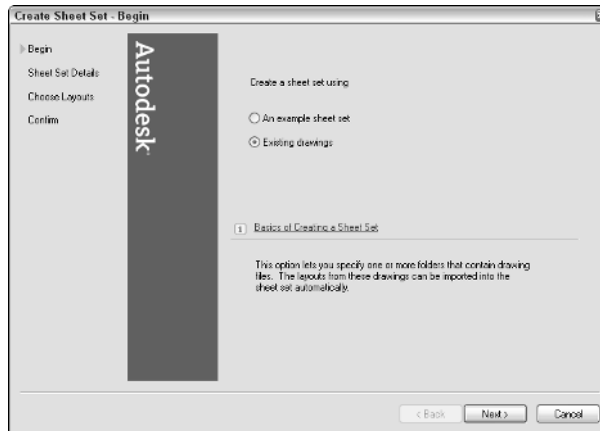 Create Sheet Set - Begin
Begin
Sheet Set Details
Choose Layouts
Confirm
Autodesk
Create a sheet set using
An example sheet set
Existing drawings
Basics of Creating a Sheet Set
This option lets you specify one or more folders that contain drawing
files. The layouts from these drawings can be imported into the
sheet set automatically.
< Back
Next >
Cancel